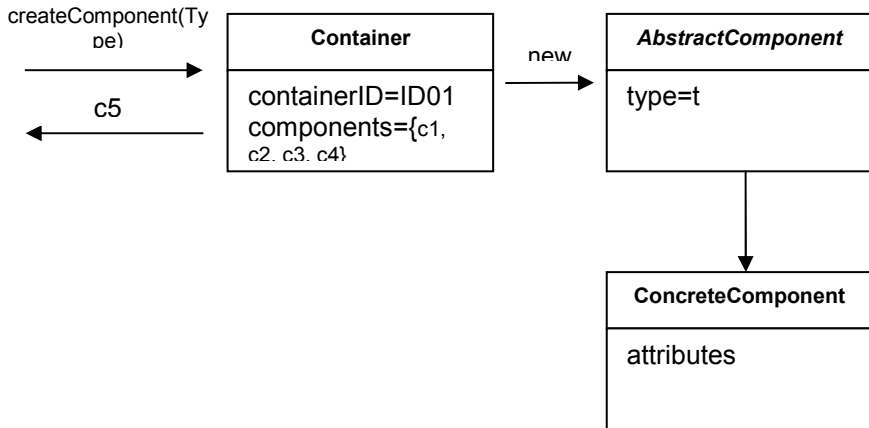 createComponent(Ty
pe)
c5
Container
containerID=ID01
components={c1,
c2, c3, c4}
new
AbstractComponent
type=t
ConcreteComponent
attributes